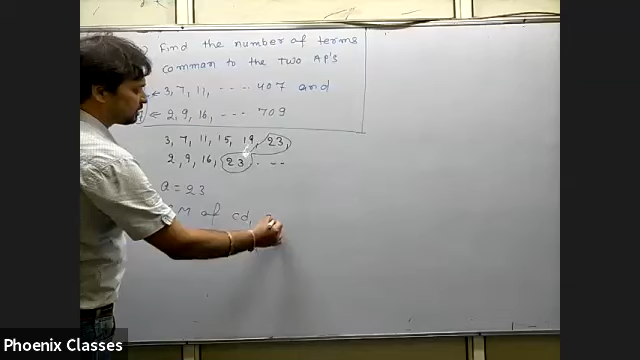 Find the number of terms
common to the two AP's
← 3, 7, 11, ---- 407 and
← 2, 9, 16, ---- 709
3, 7, 11, 15, 19, 23,
2, 9, 16, 23, - --
a = 23
of cd,
Phoenix Classes